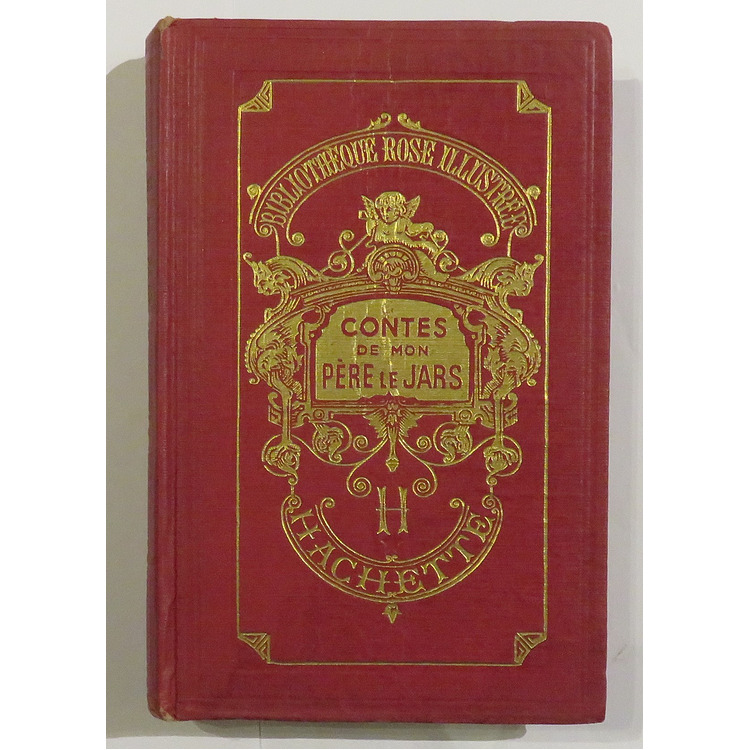 BIBLIOTHÈQUE ROSE ILLUSTRÉE
CONTES
DE MON
PÈRE LE JARS
H
HACHETTE